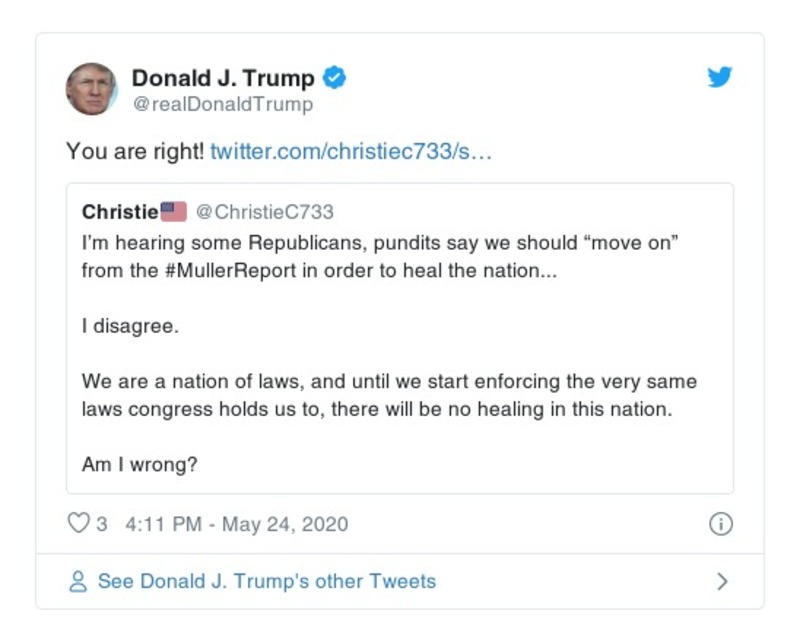 Donald J. Trump
@realDonaldTrump
You are right! twitter.com/christiec733/s…
Christie🇺🇸 @ChristieC733
I’m hearing some Republicans, pundits say we should “move on”
from the #MullerReport in order to heal the nation...
I disagree.
We are a nation of laws, and until we start enforcing the very same
laws congress holds us to, there will be no healing in this nation.
Am I wrong?
3 4:11 PM - May 24, 2020
See Donald J. Trump's other Tweets